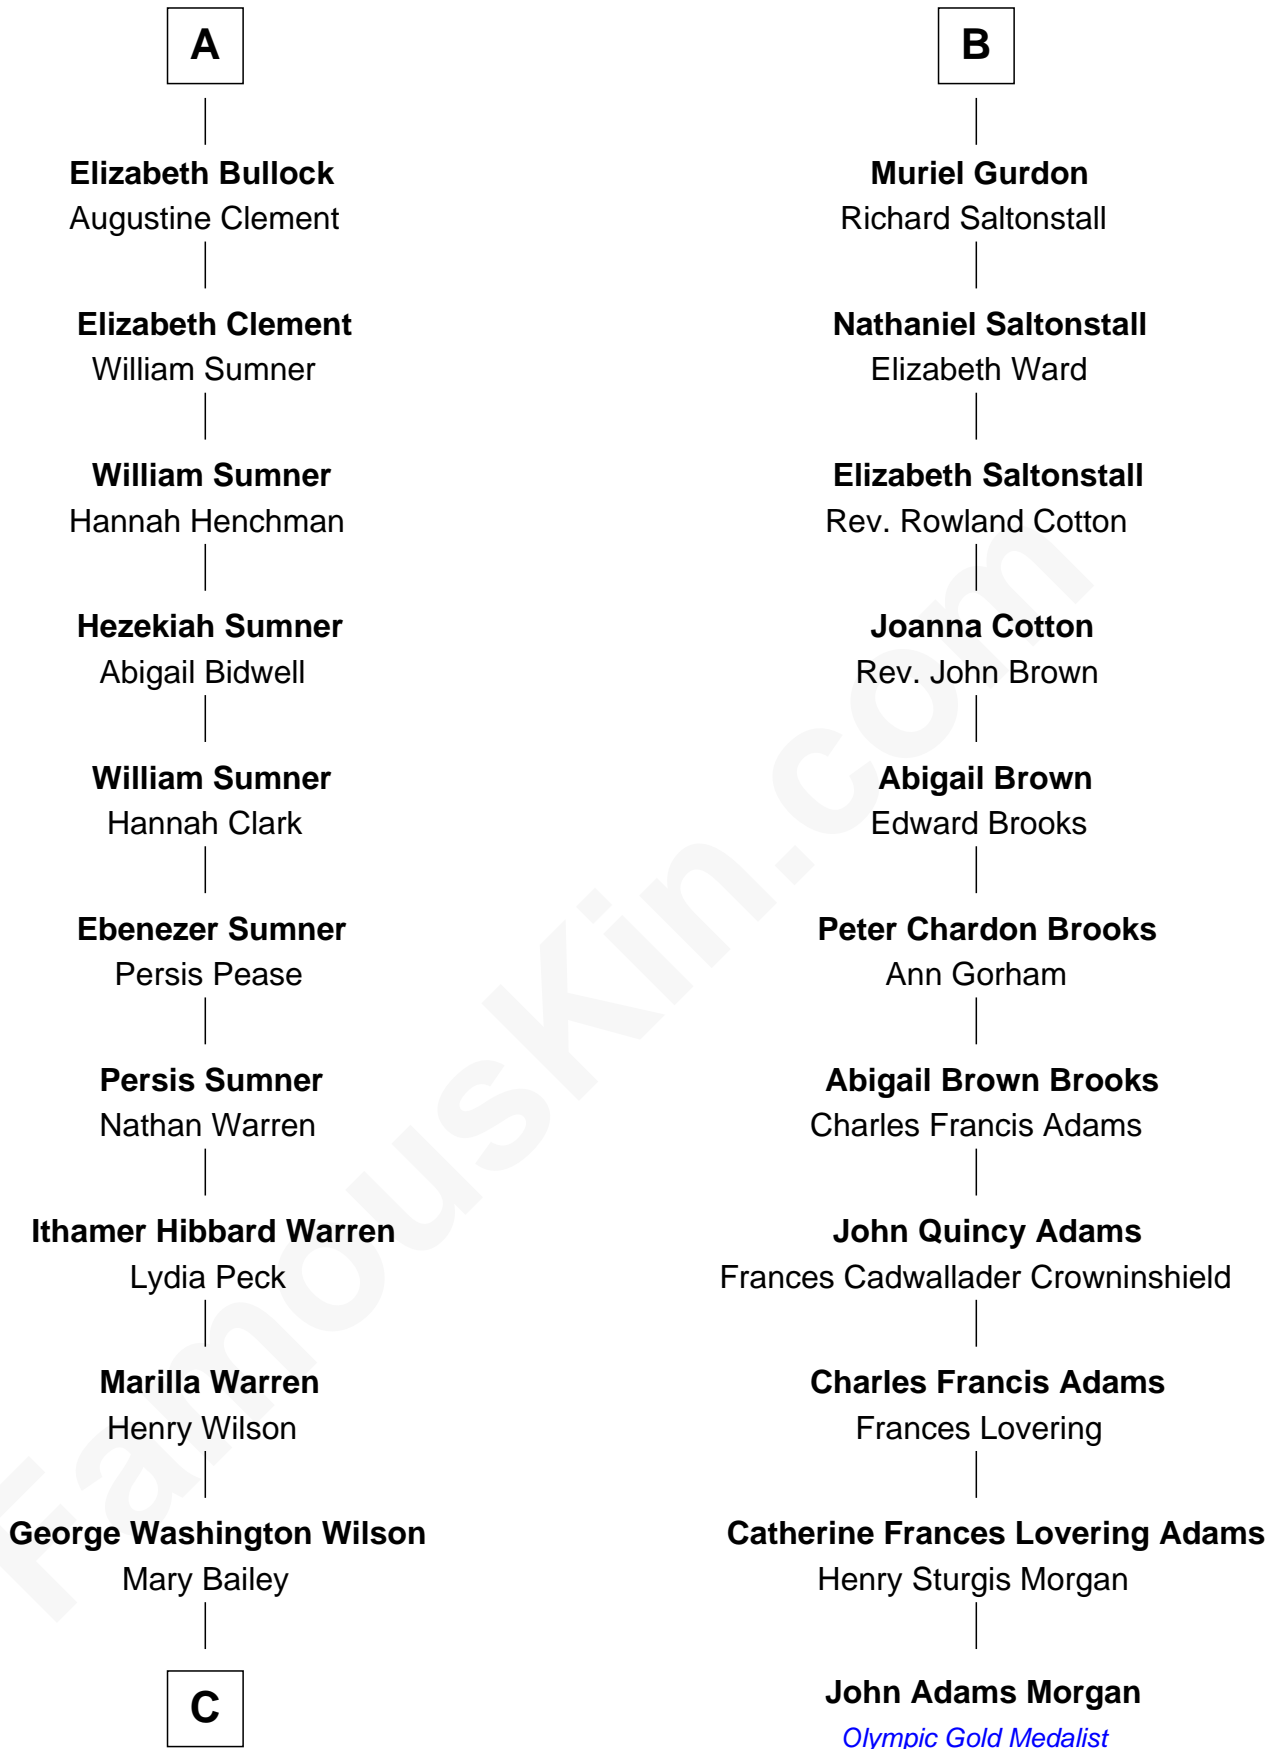 A
Elizabeth Bullock
Augustine Clement
Elizabeth Clement
William Sumner
William Sumner
Hannah Henchman
Hezekiah Sumner
Abigail Bidwell
William Sumner
Hannah Clark
Ebenezer Sumner
Persis Pease
Persis Sumner
Nathan Warren
Ithamer Hibbard Warren
Lydia Peck
Marilla Warren
Henry Wilson
George Washington Wilson
Mary Bailey
C
B
Muriel Gurdon
Richard Saltonstall
Nathaniel Saltonstall
Elizabeth Ward
Elizabeth Saltonstall
Rev. Rowland Cotton
Joanna Cotton
Rev. John Brown
Abigail Brown
Edward Brooks
Peter Chardon Brooks
Ann Gorham
Abigail Brown Brooks
Charles Francis Adams
John Quincy Adams
Frances Cadwallader Crowninshield
Charles Francis Adams
Frances Lovering
Catherine Frances Lovering Adams
Henry Sturgis Morgan
John Adams Morgan
Olympic Gold Medalist
FamousKin.com